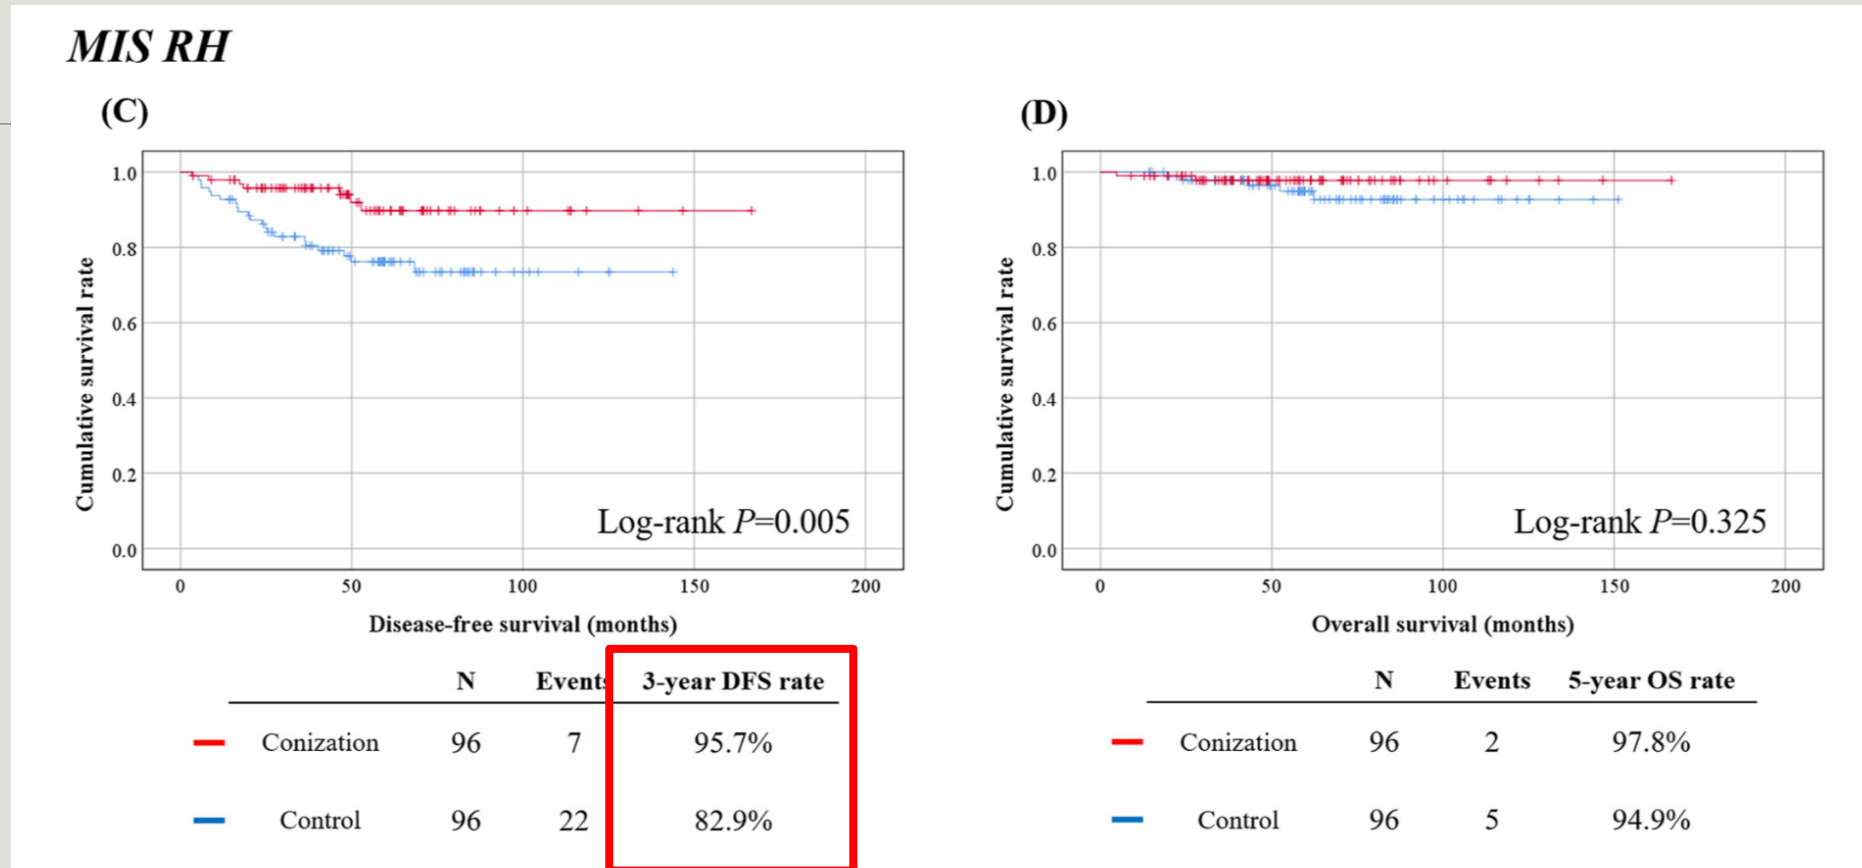 MIS RH
(C)
Cumulative survival rate
1.0
0.8
0.6
0.4
0.2
0.0
Log-rank P=0.005
0 50 100 150 200
Disease-free survival (months)
N Events 3-year DFS rate
Conization 96 7 95.7%
Control 96 22 82.9%
(D)
Cumulative survival rate
1.0
0.8
0.6
0.4
0.2
0.0
Log-rank P=0.325
0 50 100 150 200
Overall survival (months)
N Events 5-year OS rate
Conization 96 2 97.8%
Control 96 5 94.9%